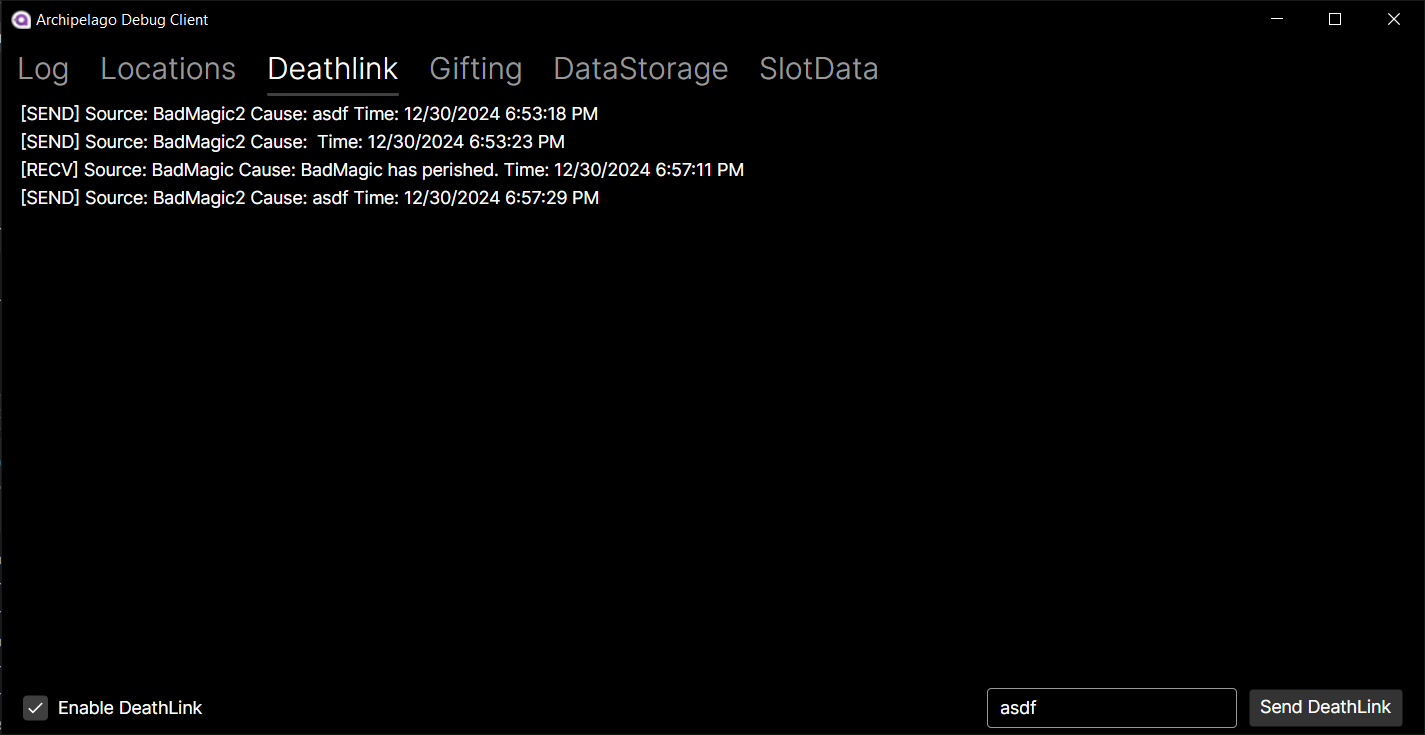 Archipelago Debug Client
Log Locations Deathlink Gifting DataStorage SlotData
[SEND] Source: BadMagic2 Cause: asdf Time: 12/30/2024 6:53:18 PM
[SEND] Source: BadMagic2 Cause:  Time: 12/30/2024 6:53:23 PM
[RECV] Source: BadMagic Cause: BadMagic has perished. Time: 12/30/2024 6:57:11 PM
[SEND] Source: BadMagic2 Cause: asdf Time: 12/30/2024 6:57:29 PM
Enable DeathLink asdf Send DeathLink